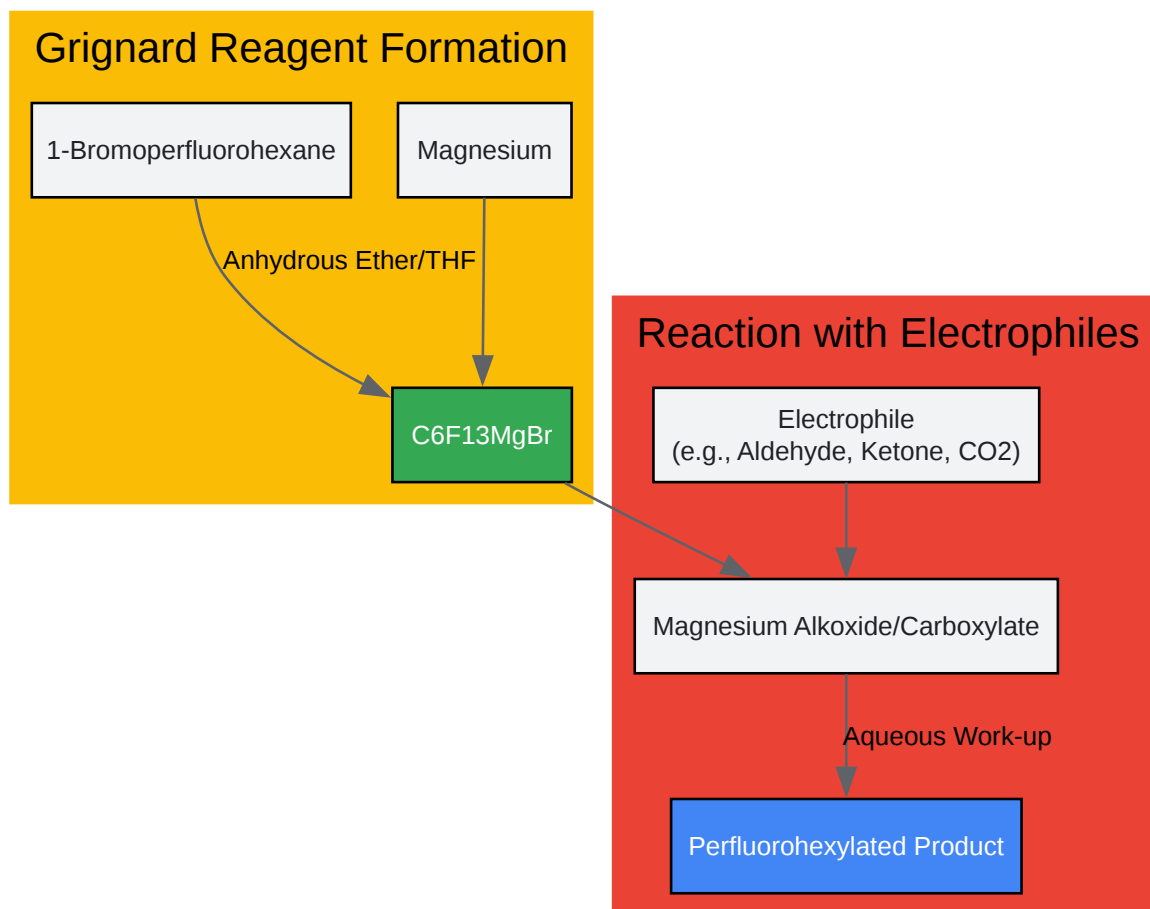 Grignard Reagent Formation
1-Bromoperfluorohexane
Magnesium
Anhydrous Ether/THF
C6F13MgBr
Reaction with Electrophiles
Electrophile
(e.g., Aldehyde, Ketone, CO2)
Magnesium Alkoxide/Carboxylate
Aqueous Work-up
Perfluorohexylated Product